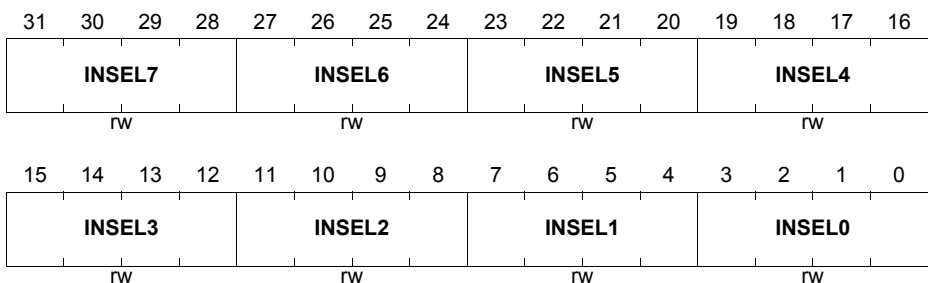 31 30 29 28 27 26 25 24 23 22 21 20 19 18 17 16
INSEL7 INSEL6 INSEL5 INSEL4
rw rw rw rw
15 14 13 12 11 10 9 8 7 6 5 4 3 2 1 0
INSEL3 INSEL2 INSEL1 INSEL0
rw rw rw rw